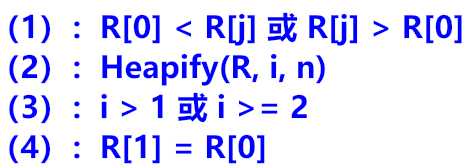 (1) ：R[0] < R[j] 或 R[j] > R[0]
(2) ：Heapify(R, i, n)
(3) ：i > 1 或 i >= 2
(4) ：R[1] = R[0]